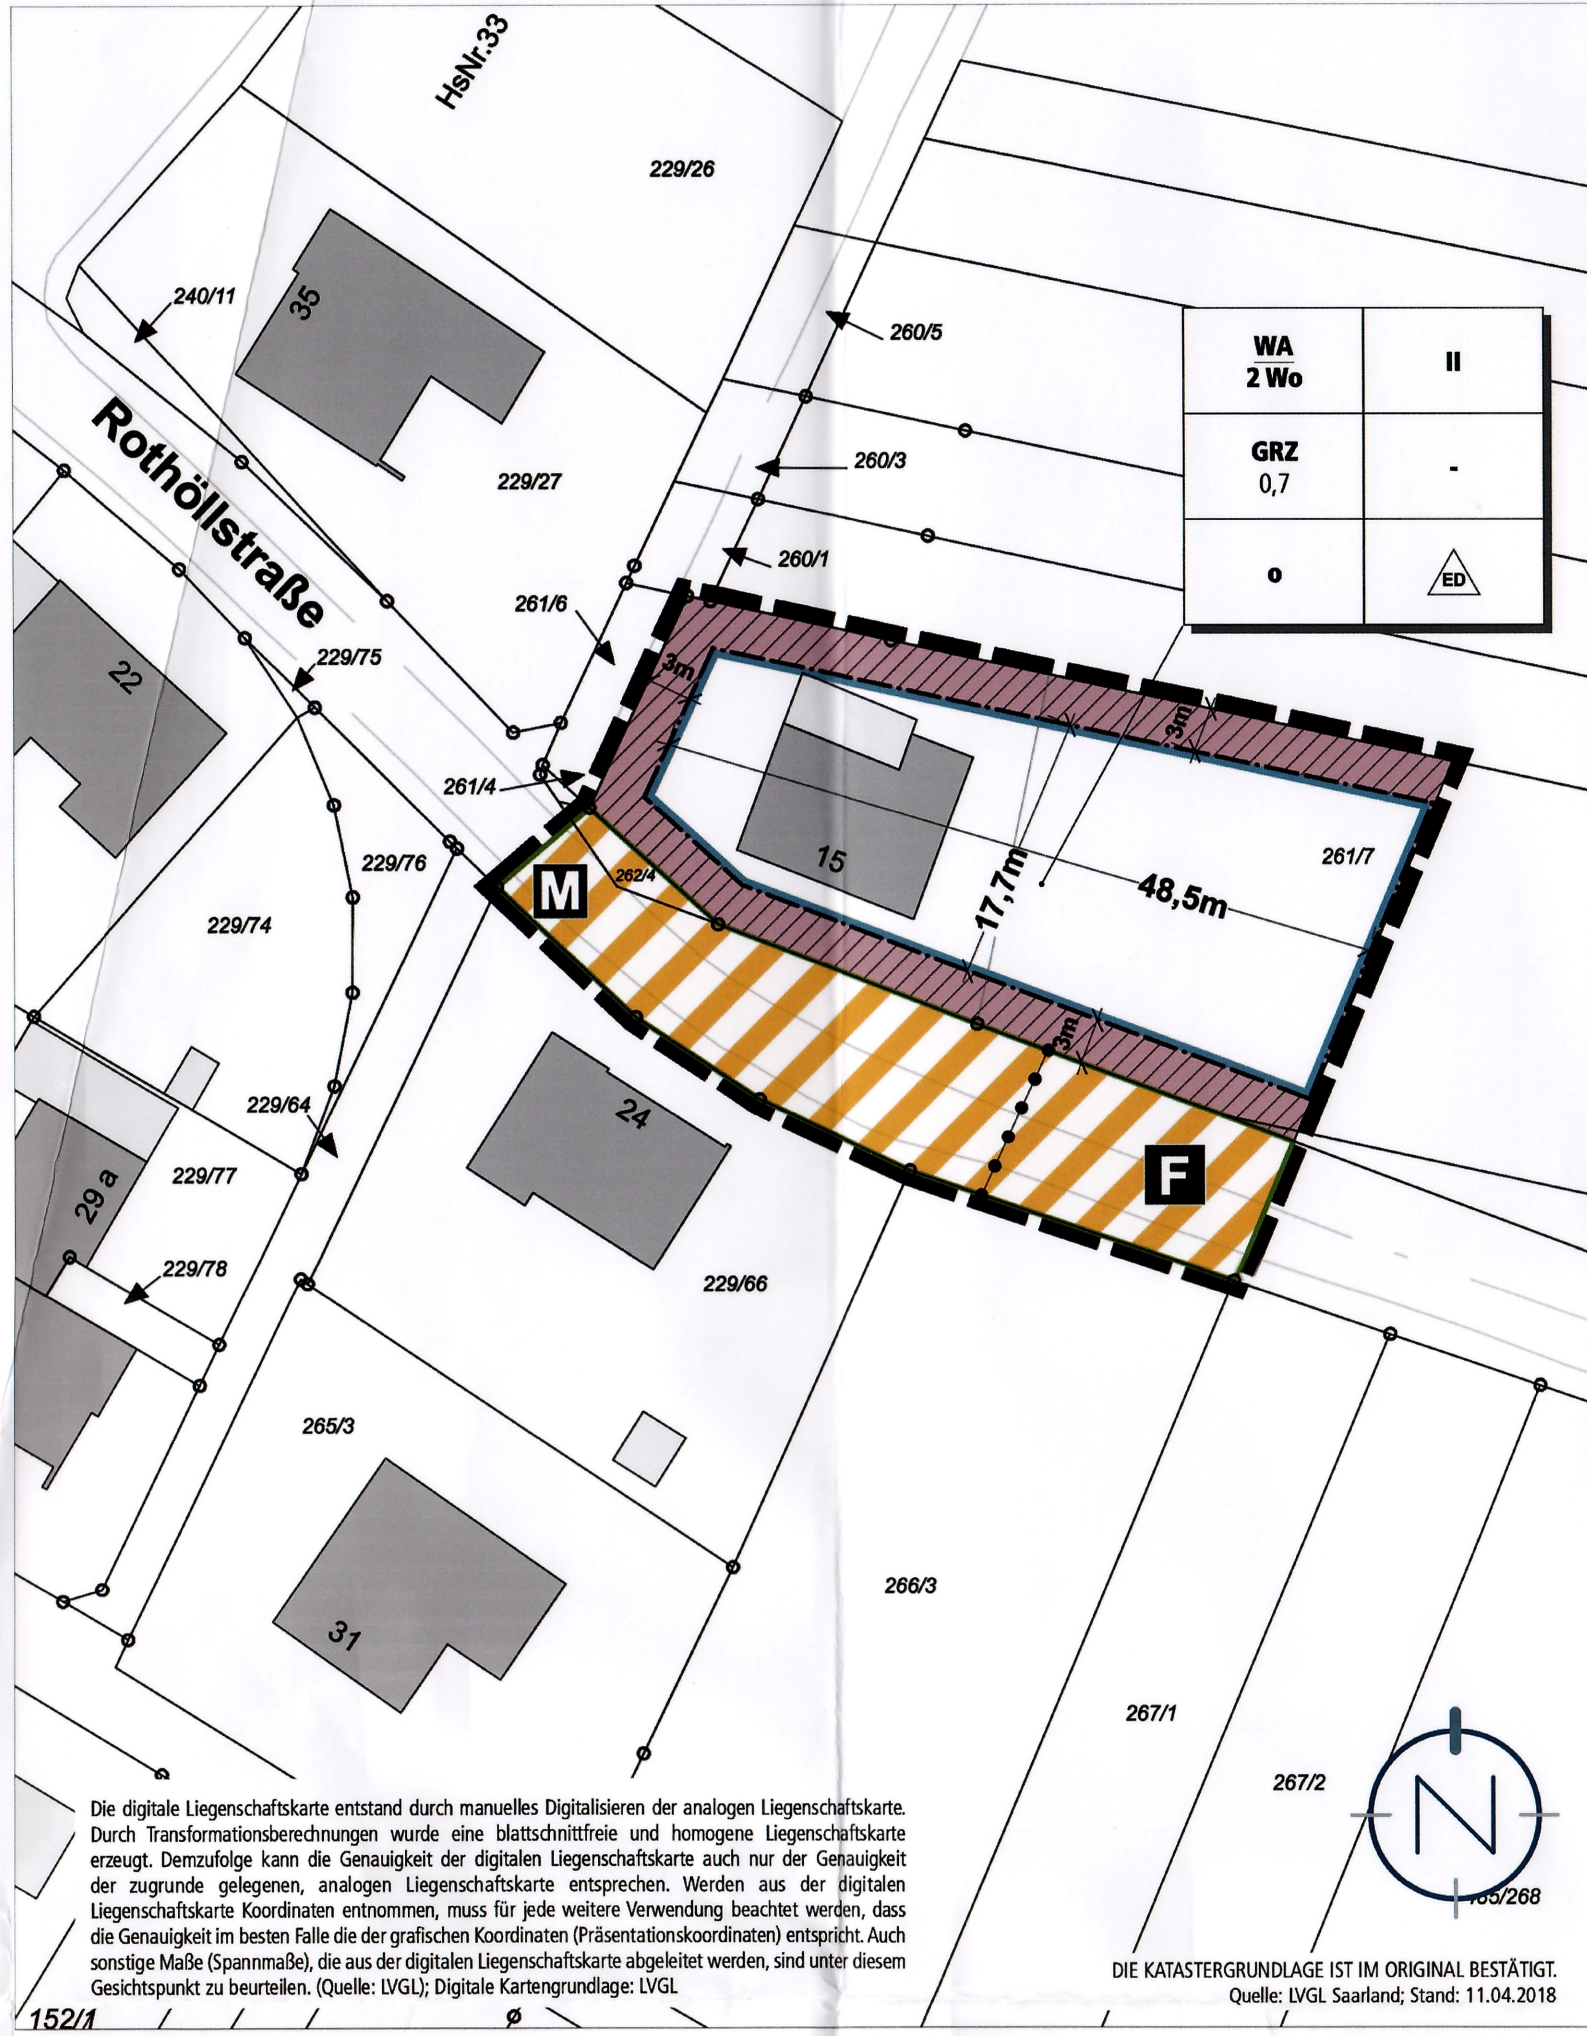 HsNr.33
229/26
240/11
35
260/5
WA
2 Wo
II
GRZ
0,7
-
o
ED
Rothöllstraße
229/27
260/3
260/1
261/6
229/75
22
3m
3m
261/4
229/76
M
262/4
15
17,7m
48,5m
261/7
229/74
3m
24
229/64
229/77
29 a
F
229/78
229/66
265/3
31
266/3
267/1
267/2
N
/268
Die digitale Liegenschaftskarte entstand durch manuelles Digitalisieren der analogen Liegenschaftskarte.
Durch Transformationsberechnungen wurde eine blattschnittfreie und homogene Liegenschaftskarte
erzeugt. Demzufolge kann die Genauigkeit der digitalen Liegenschaftskarte auch nur der Genauigkeit
der zugrunde gelegenen, analogen Liegenschaftskarte entsprechen. Werden aus der digitalen
Liegenschaftskarte Koordinaten entnommen, muss für jede weitere Verwendung beachtet werden, dass
die Genauigkeit im besten Falle die der grafischen Koordinaten (Präsentationskoordinaten) entspricht. Auch
sonstige Maße (Spannmaße), die aus der digitalen Liegenschaftskarte abgeleitet werden, sind unter diesem
Gesichtspunkt zu beurteilen. (Quelle: LVGL); Digitale Kartengrundlage: LVGL
DIE KATASTERGRUNDLAGE IST IM ORIGINAL BESTÄTIGT.
Quelle: LVGL Saarland; Stand: 11.04.2018
152/1